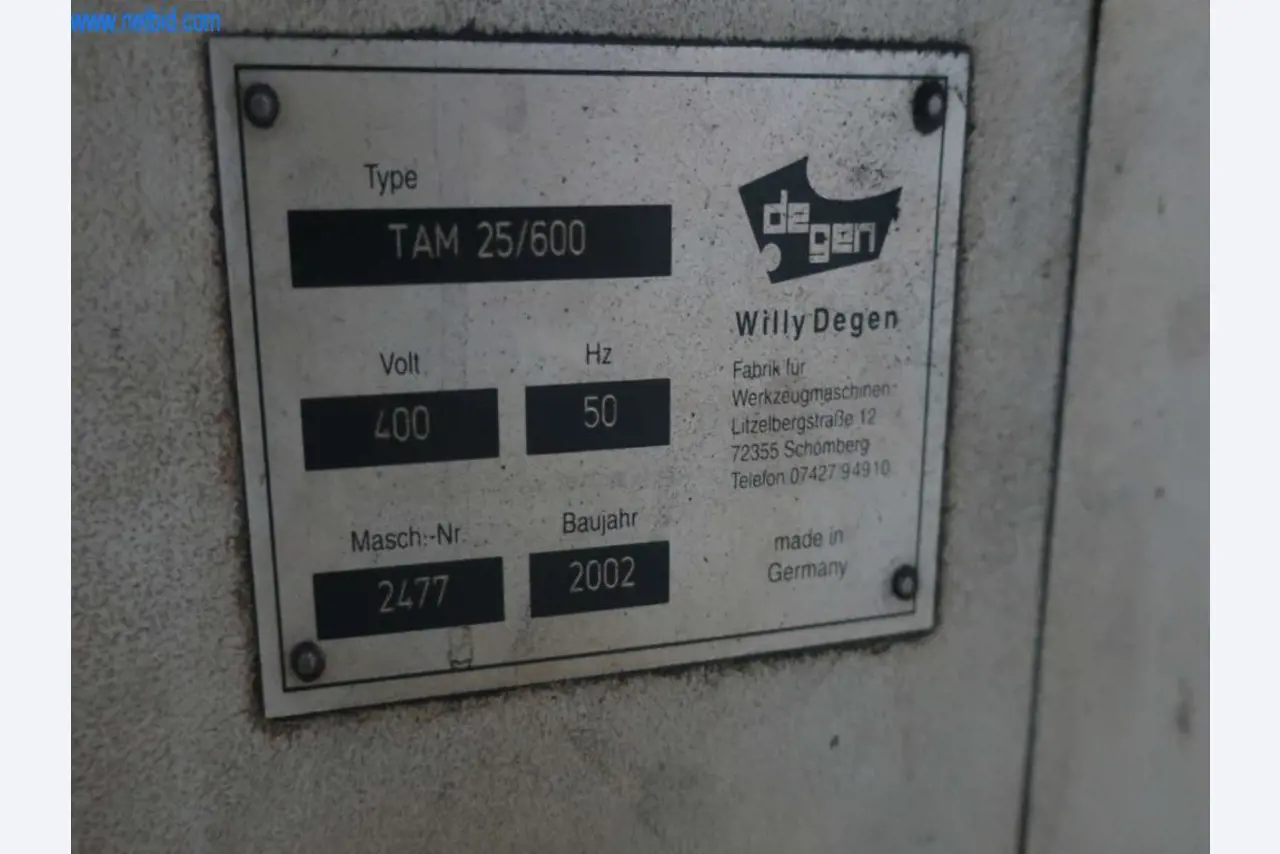 www.netbid.com
Type
TAM 25/600
Volt
400
Hz
50
Masch.-Nr.
2477
Baujahr
2002
degen
Willy Degen
Fabrik für
Werkzeugmaschinen
Litzelbergstraße 12
72355 Schömberg
Telefon 07427 94910
made in
Germany